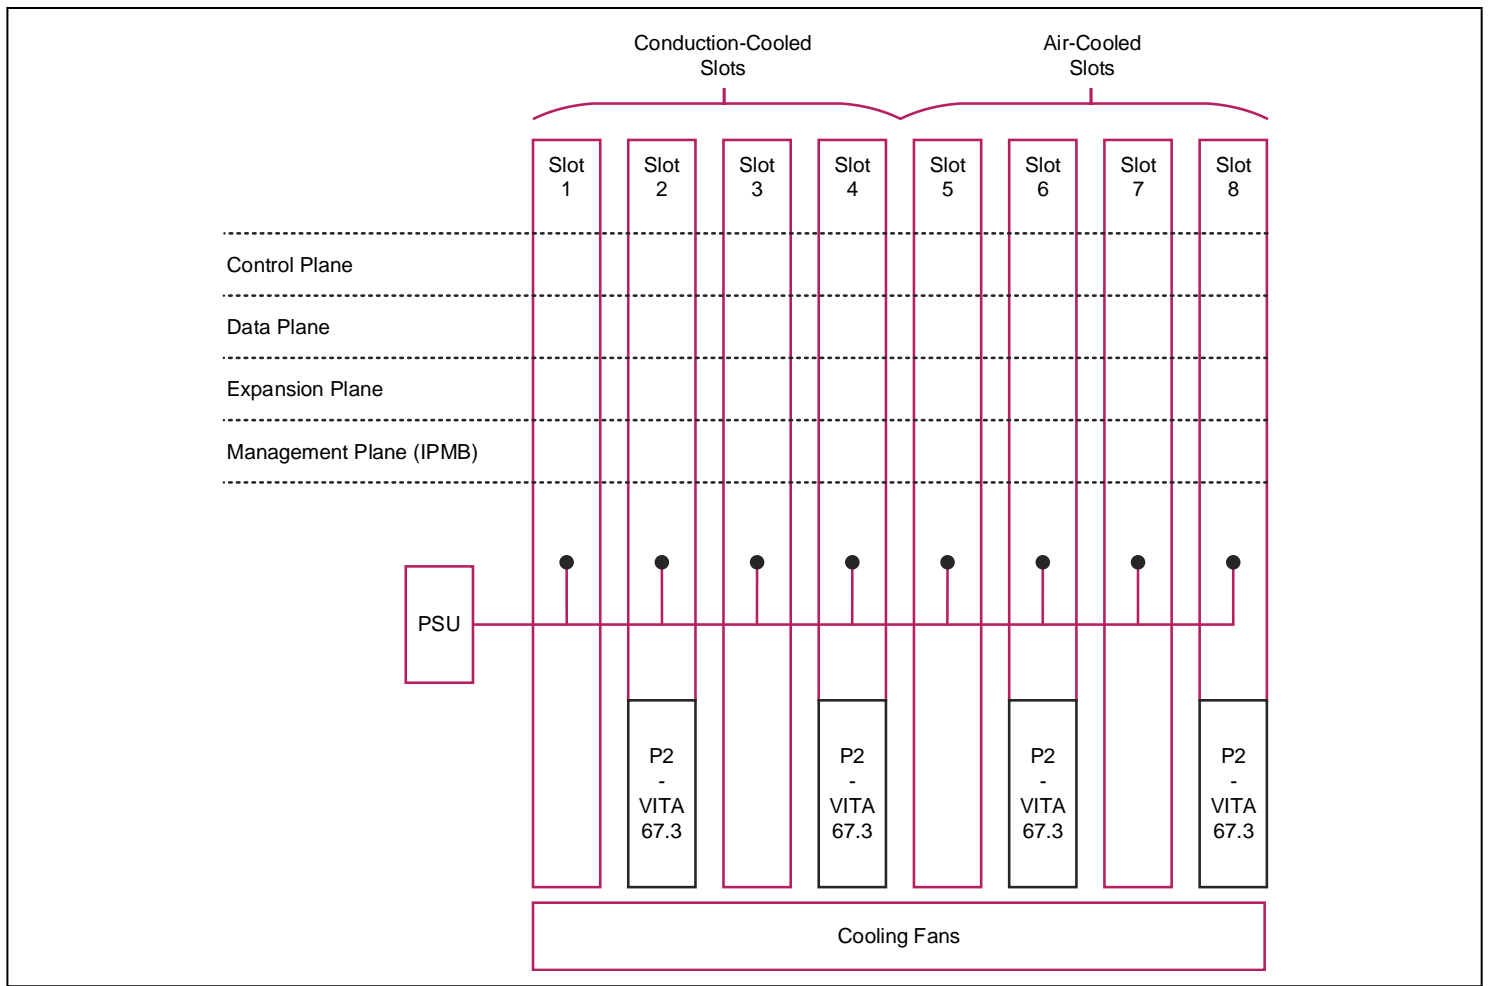 Conduction-Cooled
Slots
Air-Cooled
Slots
Slot
1
Slot
2
Slot
3
Slot
4
Slot
5
Slot
6
Slot
7
Slot
8
Control Plane
Data Plane
Expansion Plane
Management Plane (IPMB)
PSU
P2
-
VITA
67.3
P2
-
VITA
67.3
P2
-
VITA
67.3
P2
-
VITA
67.3
Cooling Fans